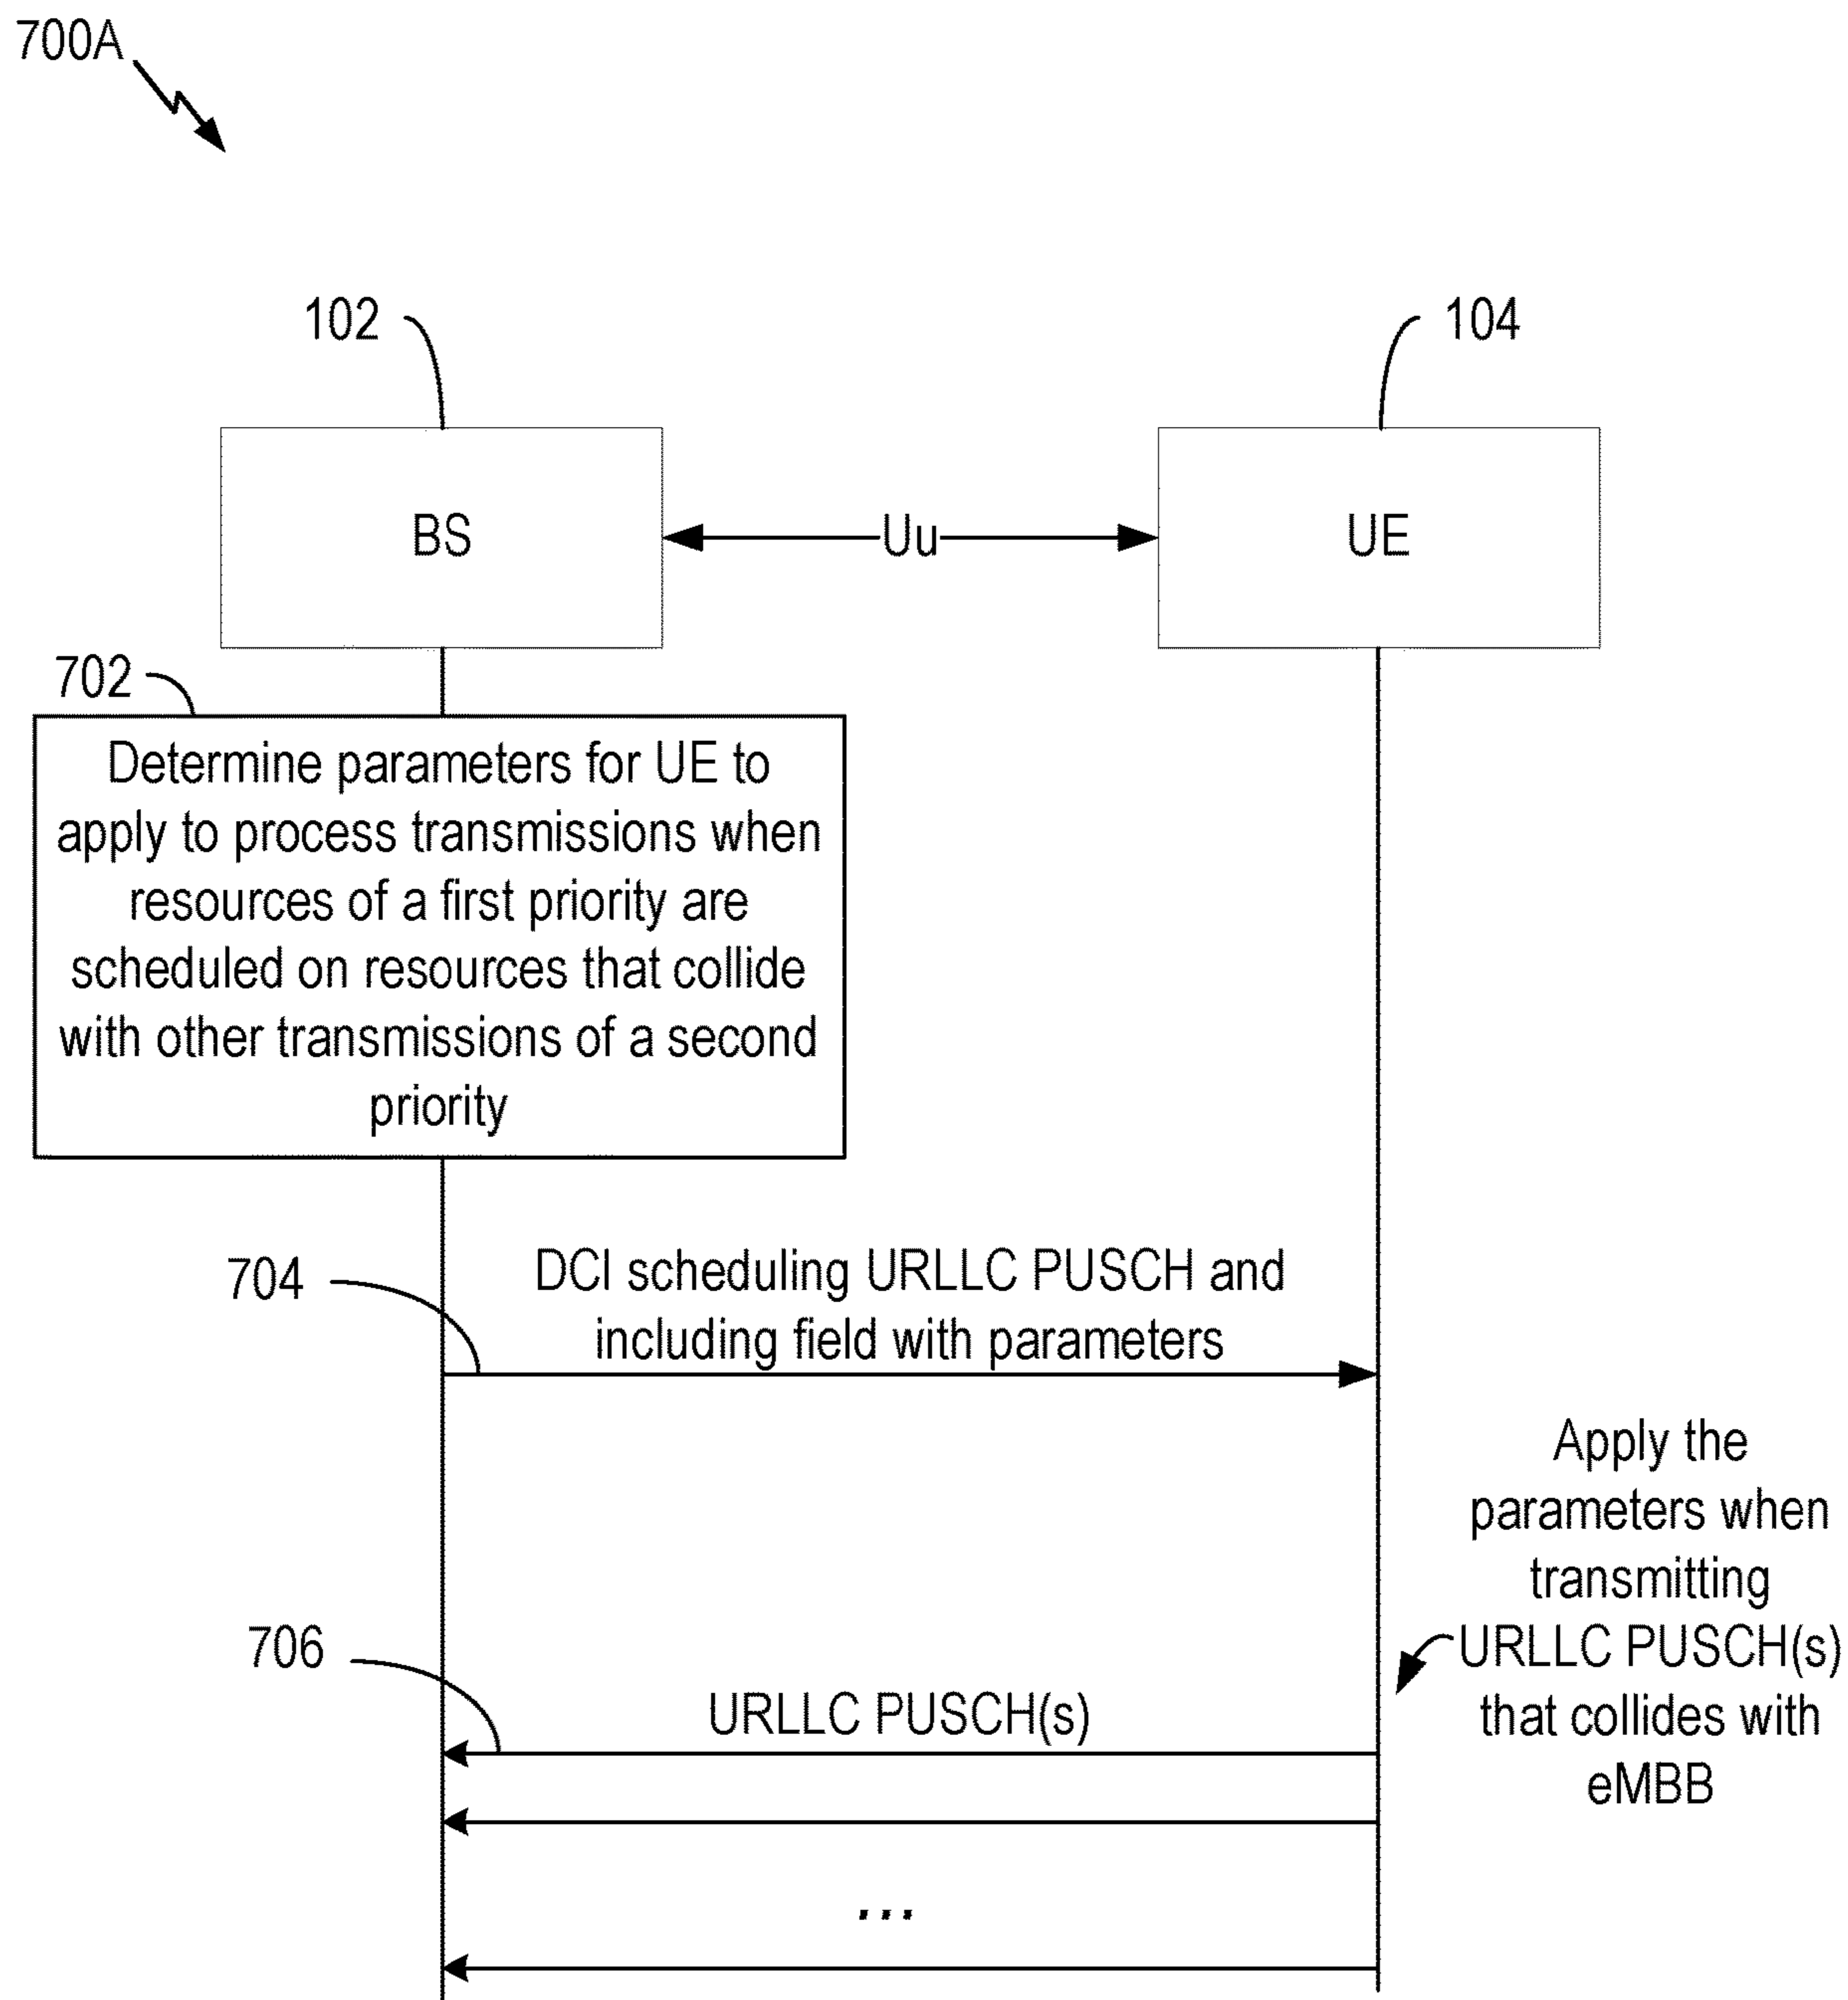 700A
102
104
BS
Uu
UE
702
Determine parameters for UE to
apply to process transmissions when
resources of a first priority are
scheduled on resources that collide
with other transmissions of a second
priority
704
DCI scheduling URLLC PUSCH and
including field with parameters
Apply the
parameters when
transmitting
URLLC PUSCH(s)
that collides with
eMBB
706
URLLC PUSCH(s)
...